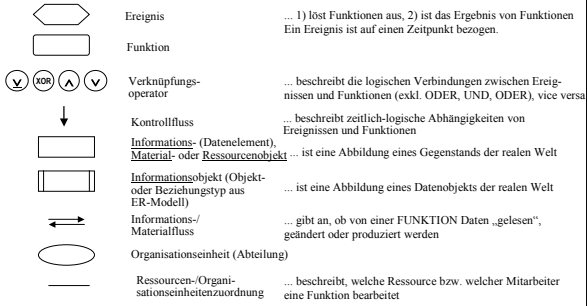 Ereignis
... 1) löst Funktionen aus, 2) ist das Ergebnis von Funktionen
Ein Ereignis ist auf einen Zeitpunkt bezogen.
Funktion
V XOR ∧ ∨
Verknüpfungs-
operator
... beschreibt die logischen Verbindungen zwischen Ereig-
nissen und Funktionen (exkl. ODER, UND, ODER), vice versa
Kontrollfluss
... beschreibt zeitlich-logische Abhängigkeiten von
Ereignissen und Funktionen
Informations- (Datenelement),
Material- oder Ressourcenobjekt
... ist eine Abbildung eines Gegenstands der realen Welt
Informationsobjekt (Objekt-
oder Beziehungstyp aus
ER-Modell)
... ist eine Abbildung eines Datenobjekts der realen Welt
Informations-/
Materialfluss
... gibt an, ob von einer FUNKTION Daten „gelesen“,
geändert oder produziert werden
Organisationseinheit (Abteilung)
Ressourcen-/Organi-
sationseinheitenzuordnung
... beschreibt, welche Ressource bzw. welcher Mitarbeiter
eine Funktion bearbeitet